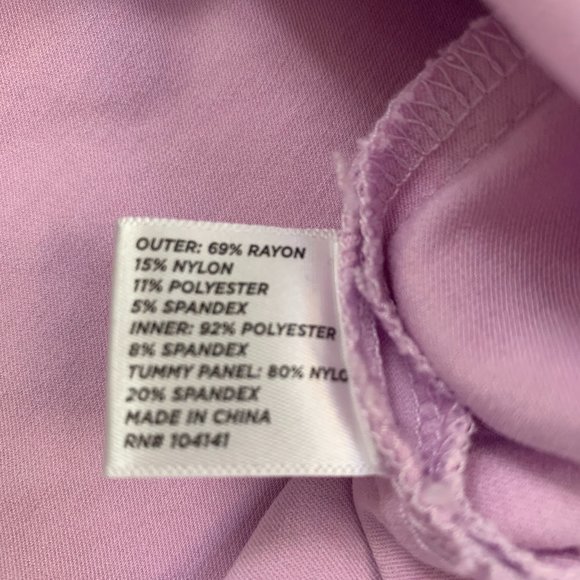 OUTER: 69% RAYON
15% NYLON
11% POLYESTER
5% SPANDEX
INNER: 92% POLYESTER
8% SPANDEX
TUMMY PANEL: 80% NYLO
20% SPANDEX
MADE IN CHINA
RN# 104141